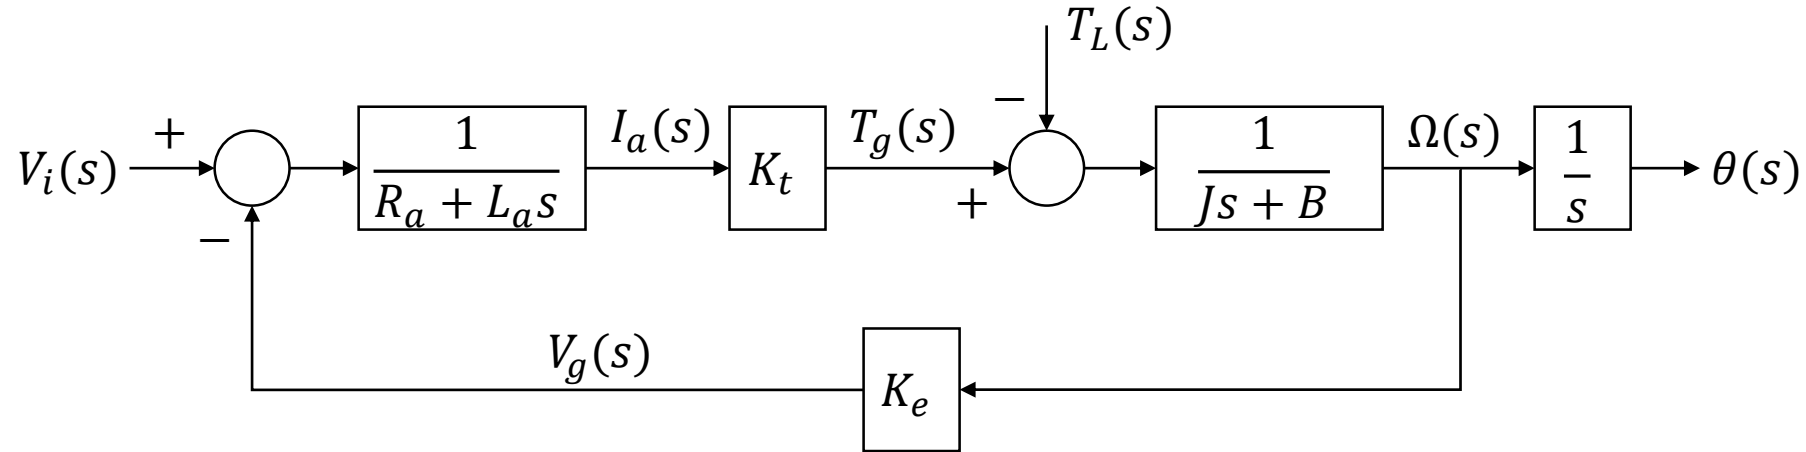 T_L(s)
−
+
V_i(s)
1
R_a + L_a s
I_a(s)
K_t
T_g(s)
+
1
Js + B
Ω(s)
1
s
θ(s)
−
V_g(s)
K_e